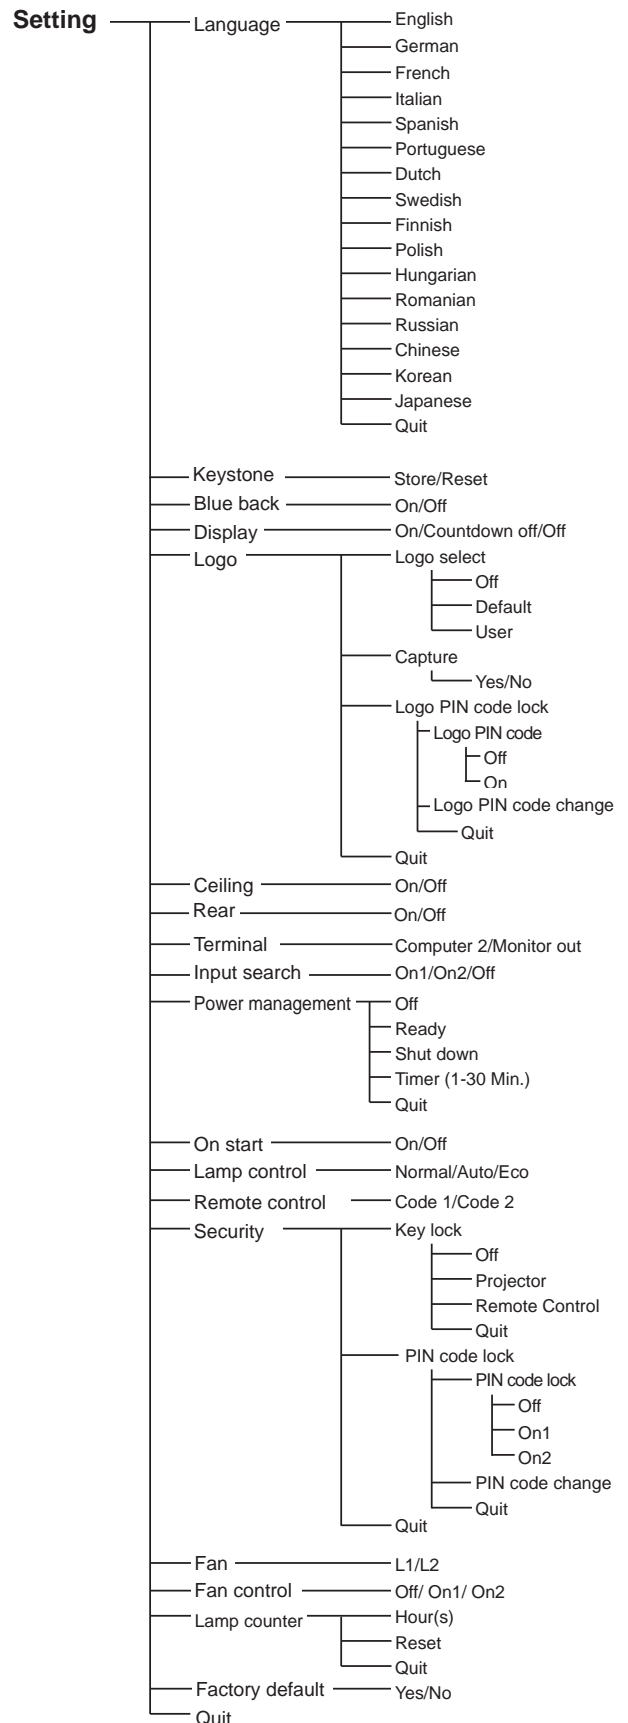 Setting
Language
English
German
French
Italian
Spanish
Portuguese
Dutch
Swedish
Finnish
Polish
Hungarian
Romanian
Russian
Chinese
Korean
Japanese
Quit
Keystone
Store/Reset
Blue back
On/Off
Display
On/Countdown off/Off
Logo
Logo select
Off
Default
User
Capture
Yes/No
Logo PIN code lock
Logo PIN code
Off
On
Logo PIN code change
Quit
Quit
Ceiling
On/Off
Rear
On/Off
Terminal
Computer 2/Monitor out
Input search
On1/On2/Off
Power management
Off
Ready
Shut down
Timer (1-30 Min.)
Quit
On start
On/Off
Lamp control
Normal/Auto/Eco
Remote control
Code 1/Code 2
Security
Key lock
Off
Projector
Remote Control
Quit
PIN code lock
PIN code lock
Off
On1
On2
PIN code change
Quit
Quit
Fan
L1/L2
Fan control
Off/ On1/ On2
Lamp counter
Hour(s)
Reset
Quit
Factory default
Yes/No
Quit